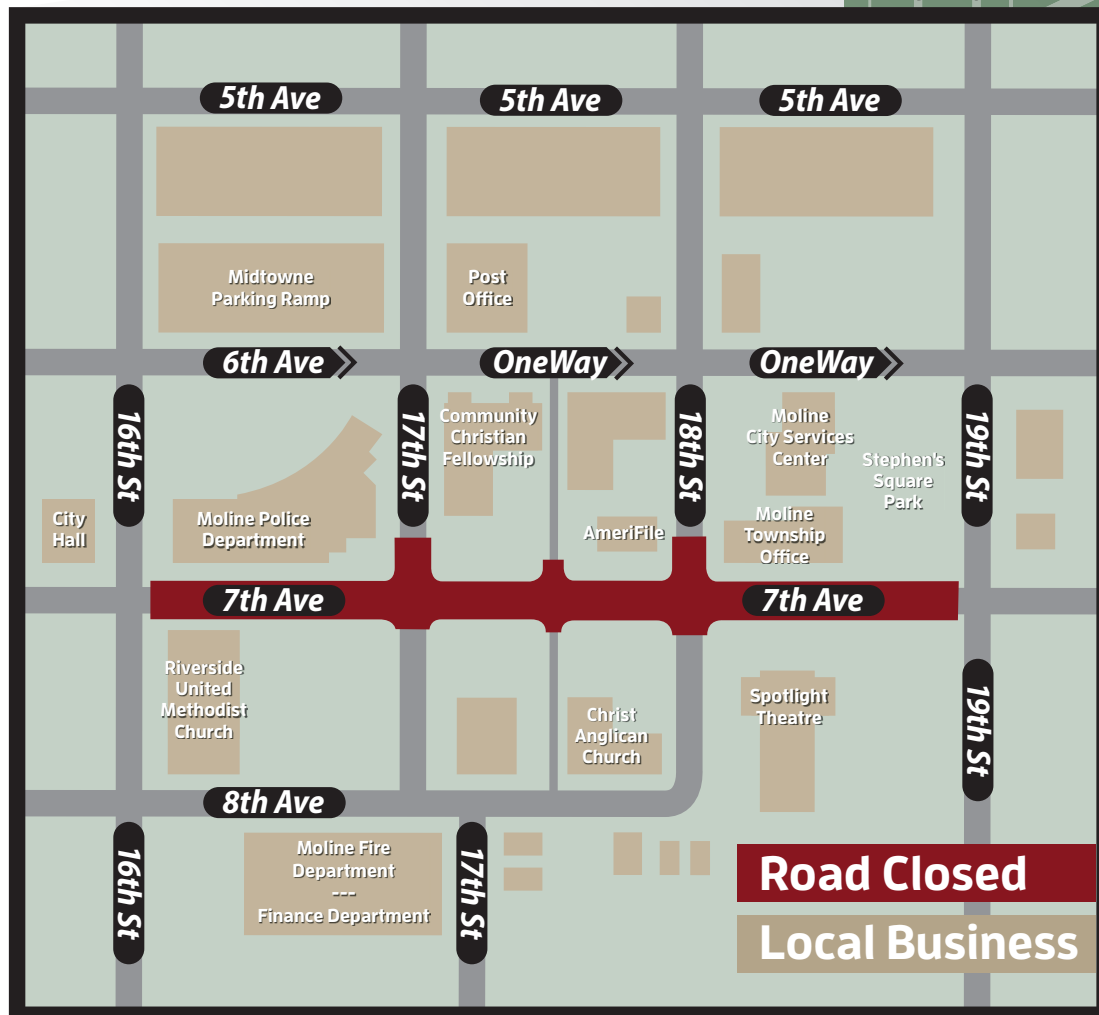 5th Ave
5th Ave
5th Ave
Midtowne
Parking Ramp
Post
Office
6th Ave
OneWay
OneWay
16th St
17th St
18th St
19th St
Community
Christian
Fellowship
Moline
City Services
Center
Stephen's
Square
Park
City
Hall
Moline Police
Department
AmeriFile
Moline
Township
Office
7th Ave
7th Ave
Riverside
United
Methodist
Church
Christ
Anglican
Church
Spotlight
Theatre
19th St
8th Ave
16th St
Moline Fire
Department
---
Finance Department
17th St
Road Closed
Local Business